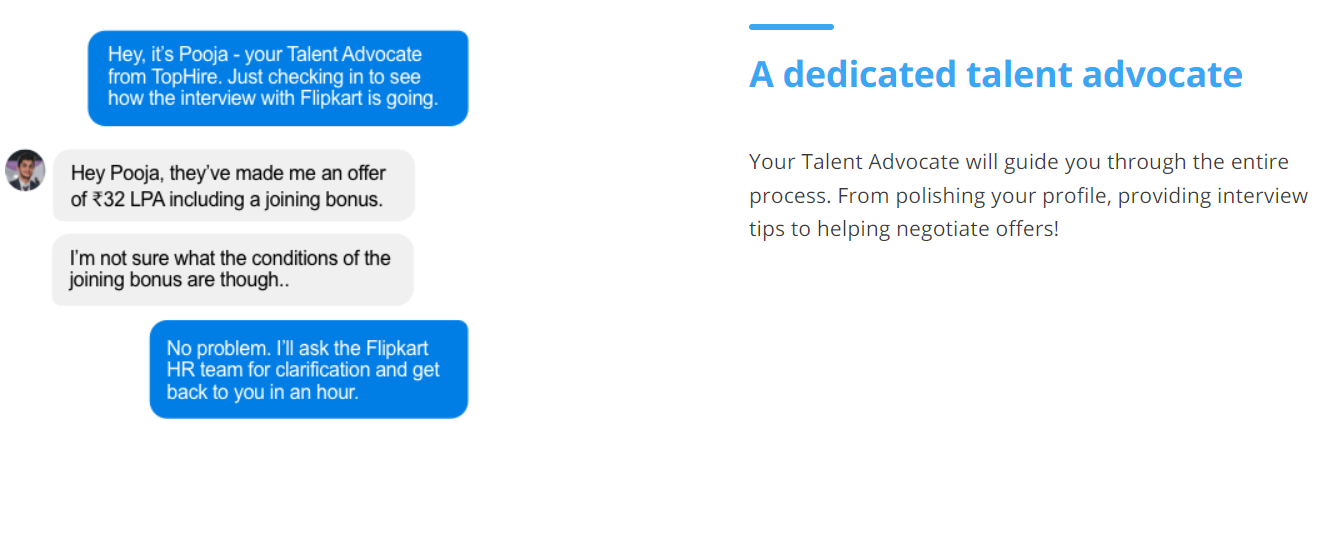 Hey, it's Pooja - your Talent Advocate
from TopHire. Just checking in to see
how the interview with Flipkart is going.
Hey Pooja, they've made me an offer
of ₹32 LPA including a joining bonus.
I'm not sure what the conditions of the
joining bonus are though..
No problem. I'll ask the Flipkart
HR team for clarification and get
back to you in an hour.
A dedicated talent advocate
Your Talent Advocate will guide you through the entire
process. From polishing your profile, providing interview
tips to helping negotiate offers!